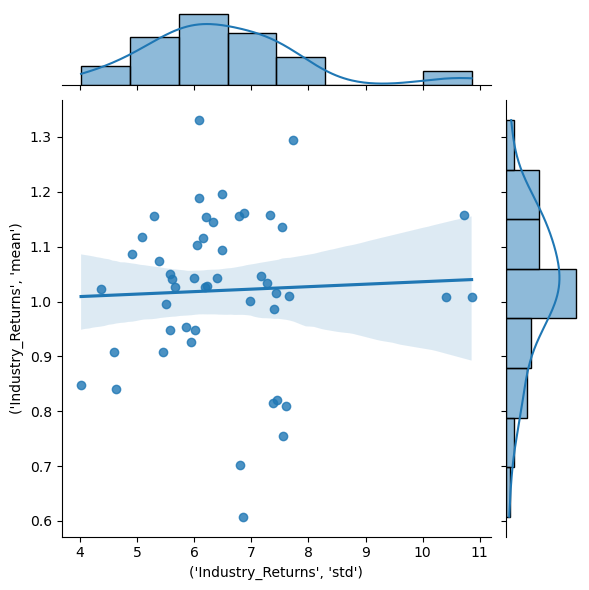 1.3
1.2
1.1
1.0
0.9
0.8
0.7
0.6
('Industry_Returns', 'mean')
4 5 6 7 8 9 10 11
('Industry_Returns', 'std')